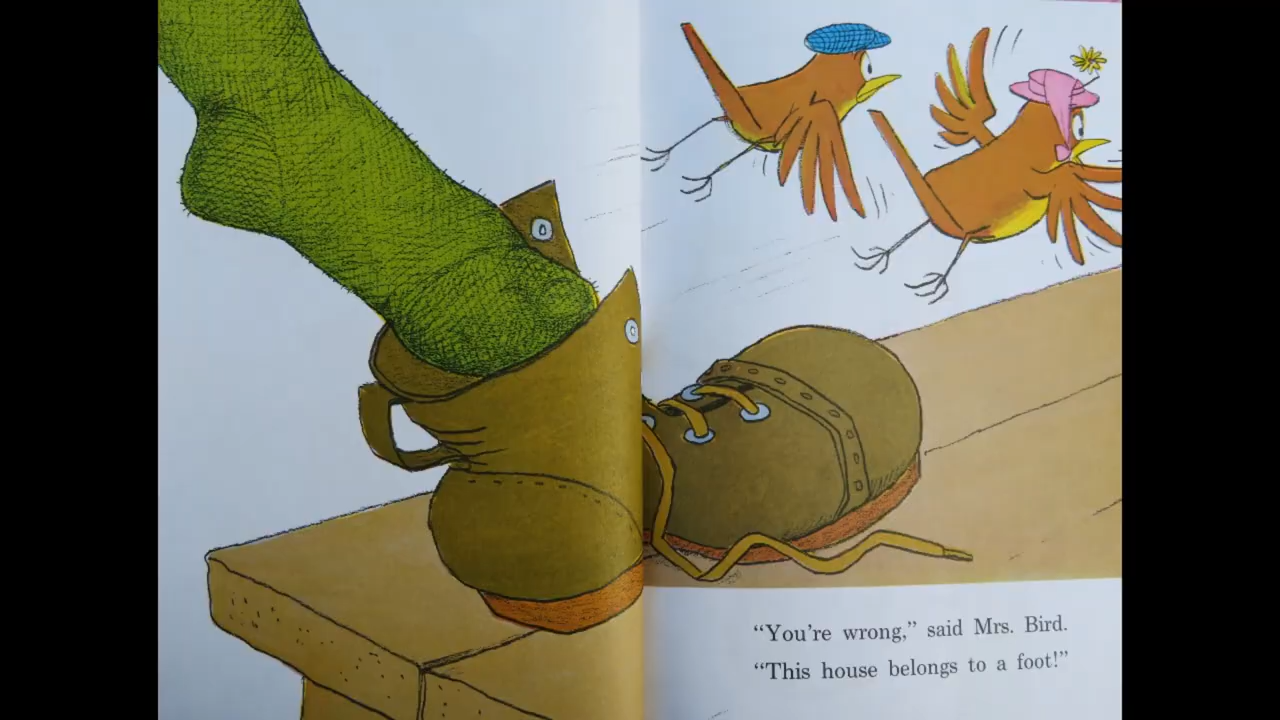 “You’re wrong,” said Mrs. Bird.
“This house belongs to a foot!”